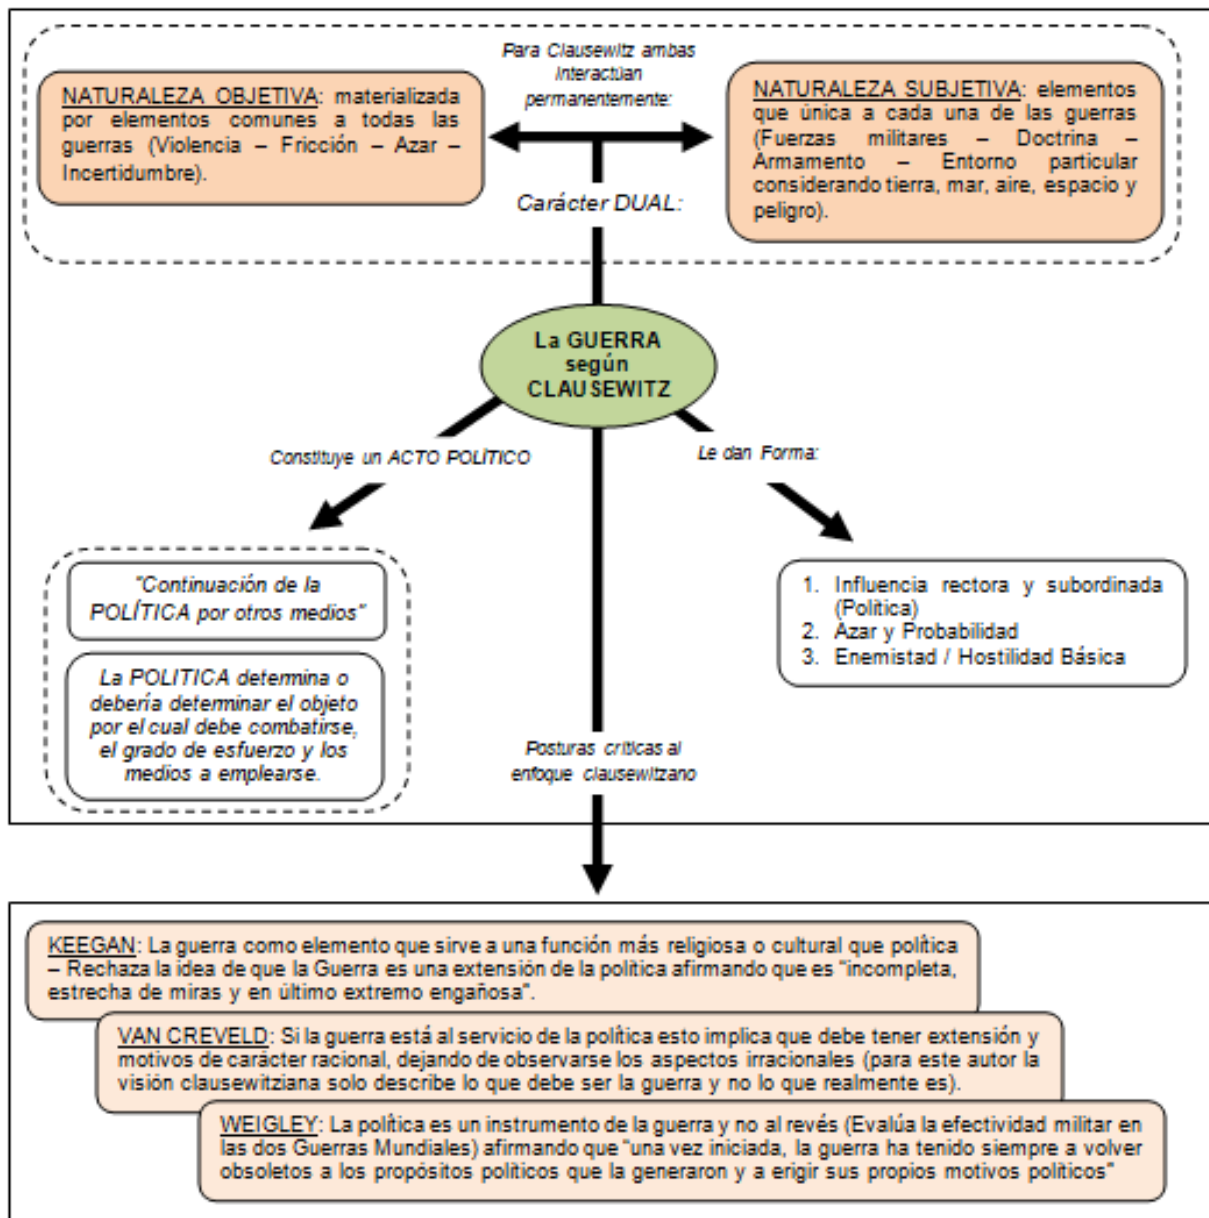 Para Clausewitz ambas
Interactúan
permanentemente:
NATURALEZA OBJETIVA: materializada
por elementos comunes a todas las
guerras (Violencia – Fricción – Azar –
Incertidumbre).
NATURALEZA SUBJETIVA: elementos
que única a cada una de las guerras
(Fuerzas militares – Doctrina –
Armamento – Entorno particular
considerando tierra, mar, aire, espacio y
peligro).
Carácter DUAL:
La GUERRA
según
CLAUSEWITZ
Constituye un ACTO POLÍTICO
Le dan Forma:
"Continuación de la
POLÍTICA por otros medios"
La POLITICA determina o
debería determinar el objeto
por el cual debe combatirse,
el grado de esfuerzo y los
medios a emplearse.
1. Influencia rectora y subordinada
(Política)
2. Azar y Probabilidad
3. Enemistad / Hostilidad Básica
Posturas críticas al
enfoque clausewitzano
KEEGAN: La guerra como elemento que sirve a una función más religiosa o cultural que política
– Rechaza la idea de que la Guerra es una extensión de la política afirmando que es "incompleta,
estrecha de miras y en último extremo engañosa".
VAN CREVELD: Si la guerra está al servicio de la política esto implica que debe tener extensión y
motivos de carácter racional, dejando de observarse los aspectos irracionales (para este autor la
visión clausewitziana solo describe lo que debe ser la guerra y no lo que realmente es).
WEIGLEY: La política es un instrumento de la guerra y no al revés (Evalúa la efectividad militar en
las dos Guerras Mundiales) afirmando que "una vez iniciada, la guerra ha tenido siempre a volver
obsoletos a los propósitos políticos que la generaron y a erigir sus propios motivos políticos"